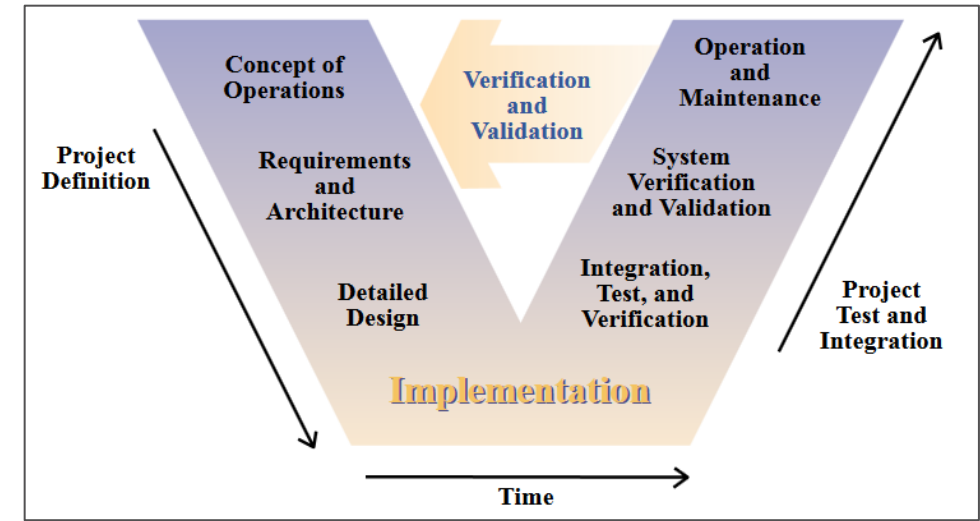 Concept of
Operations
Verification
and
Validation
Operation
and
Maintenance
Project
Definition
Requirements
and
Architecture
System
Verification
and Validation
Detailed
Design
Integration,
Test, and
Verification
Project
Test and
Integration
Implementation
Time